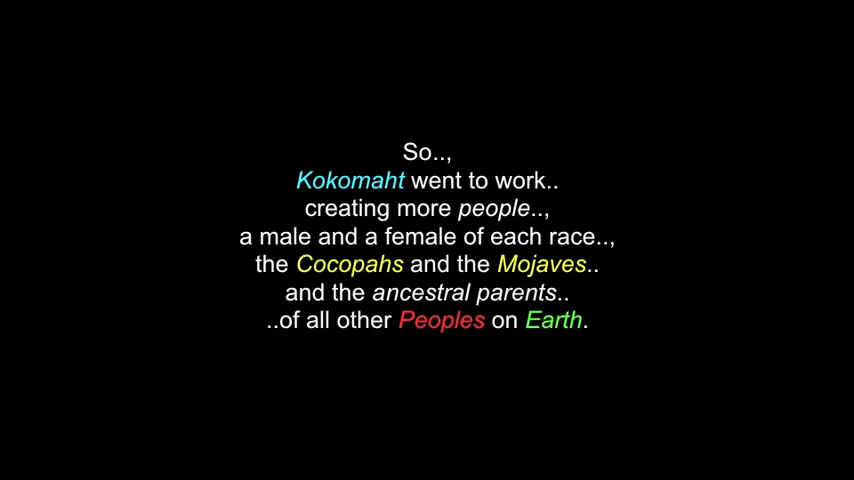 So..,
Kokomaht went to work..
creating more people..,
a male and a female of each race..,
the Cocopahs and the Mojaves..
and the ancestral parents..
..of all other Peoples on Earth.